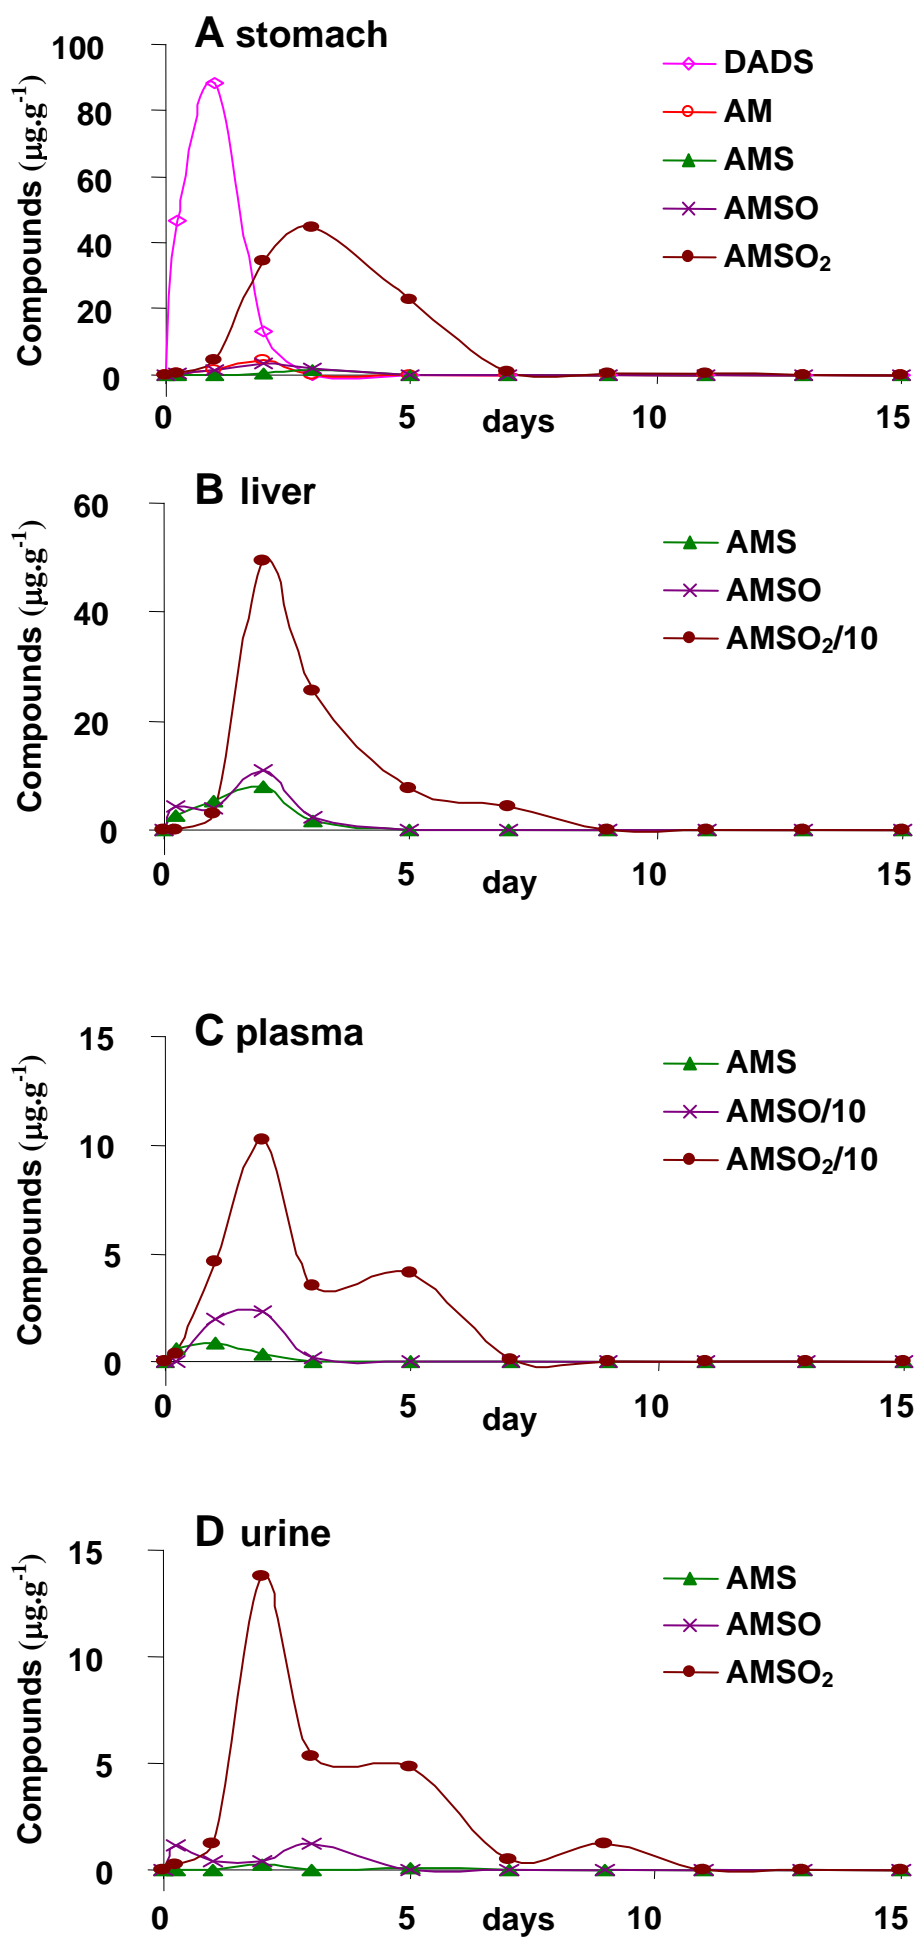 A stomach
Compounds (µg.g-1)
100
80
60
40
20
0
0 5 10 15
days
DADS
AM
AMS
AMSO
AMSO2
B liver
Compounds (µg.g-1)
60
40
20
0
0 5 10 15
day
AMS
AMSO
AMSO2/10
C plasma
Compounds (µg.g-1)
15
10
5
0
0 5 10 15
day
AMS
AMSO/10
AMSO2/10
D urine
Compounds (µg.g-1)
15
10
5
0
0 5 10 15
days
AMS
AMSO
AMSO2